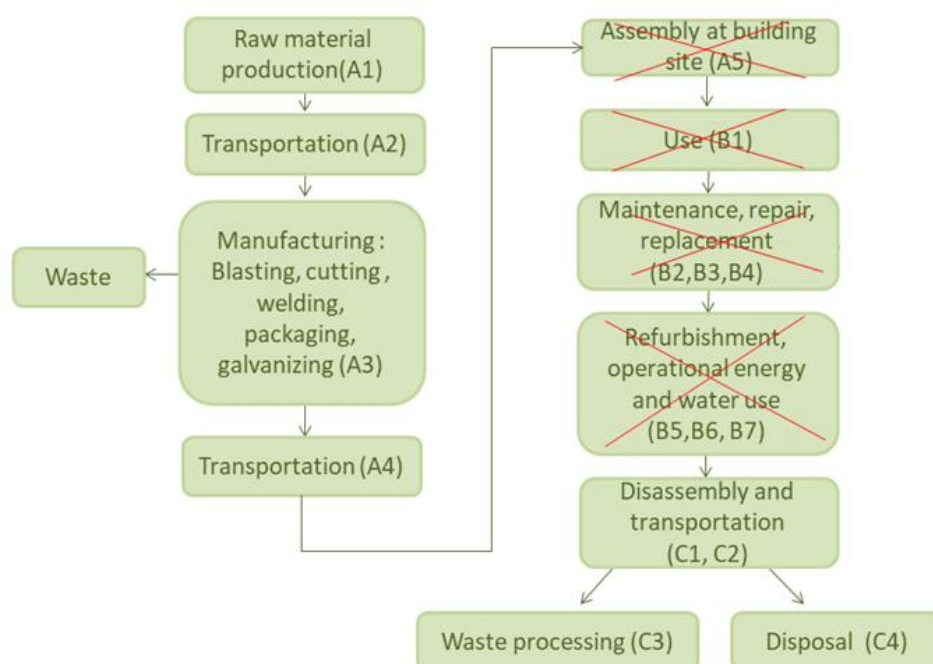 Raw material
production(A1)
Transportation (A2)
Manufacturing :
Blasting, cutting ,
welding,
packaging,
galvanizing (A3)
Waste
Transportation (A4)
Assembly at building
site (A5)
Use (B1)
Maintenance, repair,
replacement
(B2,B3,B4)
Refurbishment,
operational energy
and water use
(B5,B6, B7)
Disassembly and
transportation
(C1, C2)
Waste processing (C3)
Disposal (C4)